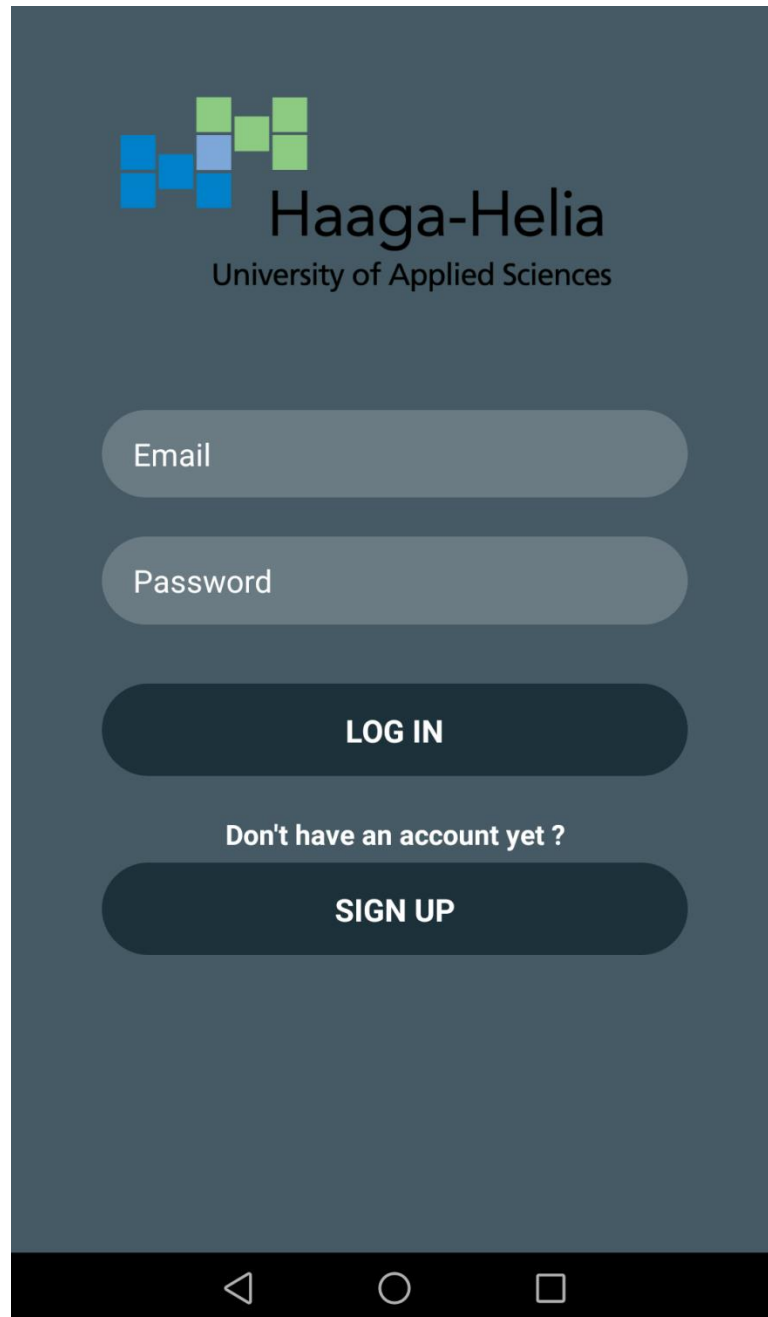 Haaga-Helia
University of Applied Sciences
Email
Password
LOG IN
Don't have an account yet ?
SIGN UP